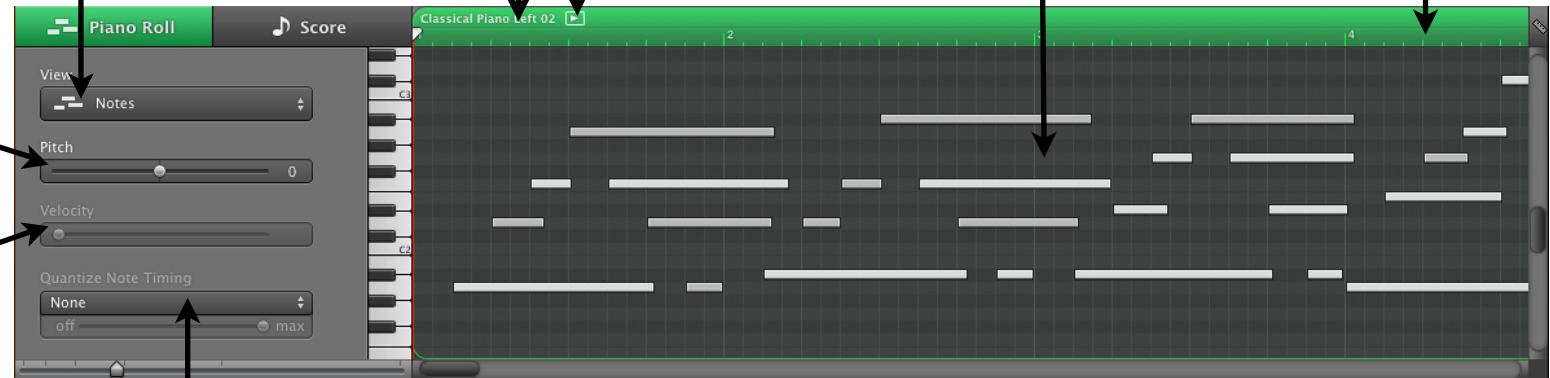 Piano Roll
Score
Classical Piano Left 02
2
3
4
View
Notes
C3
Pitch
0
Velocity
C2
Quantize Note Timing
None
off max